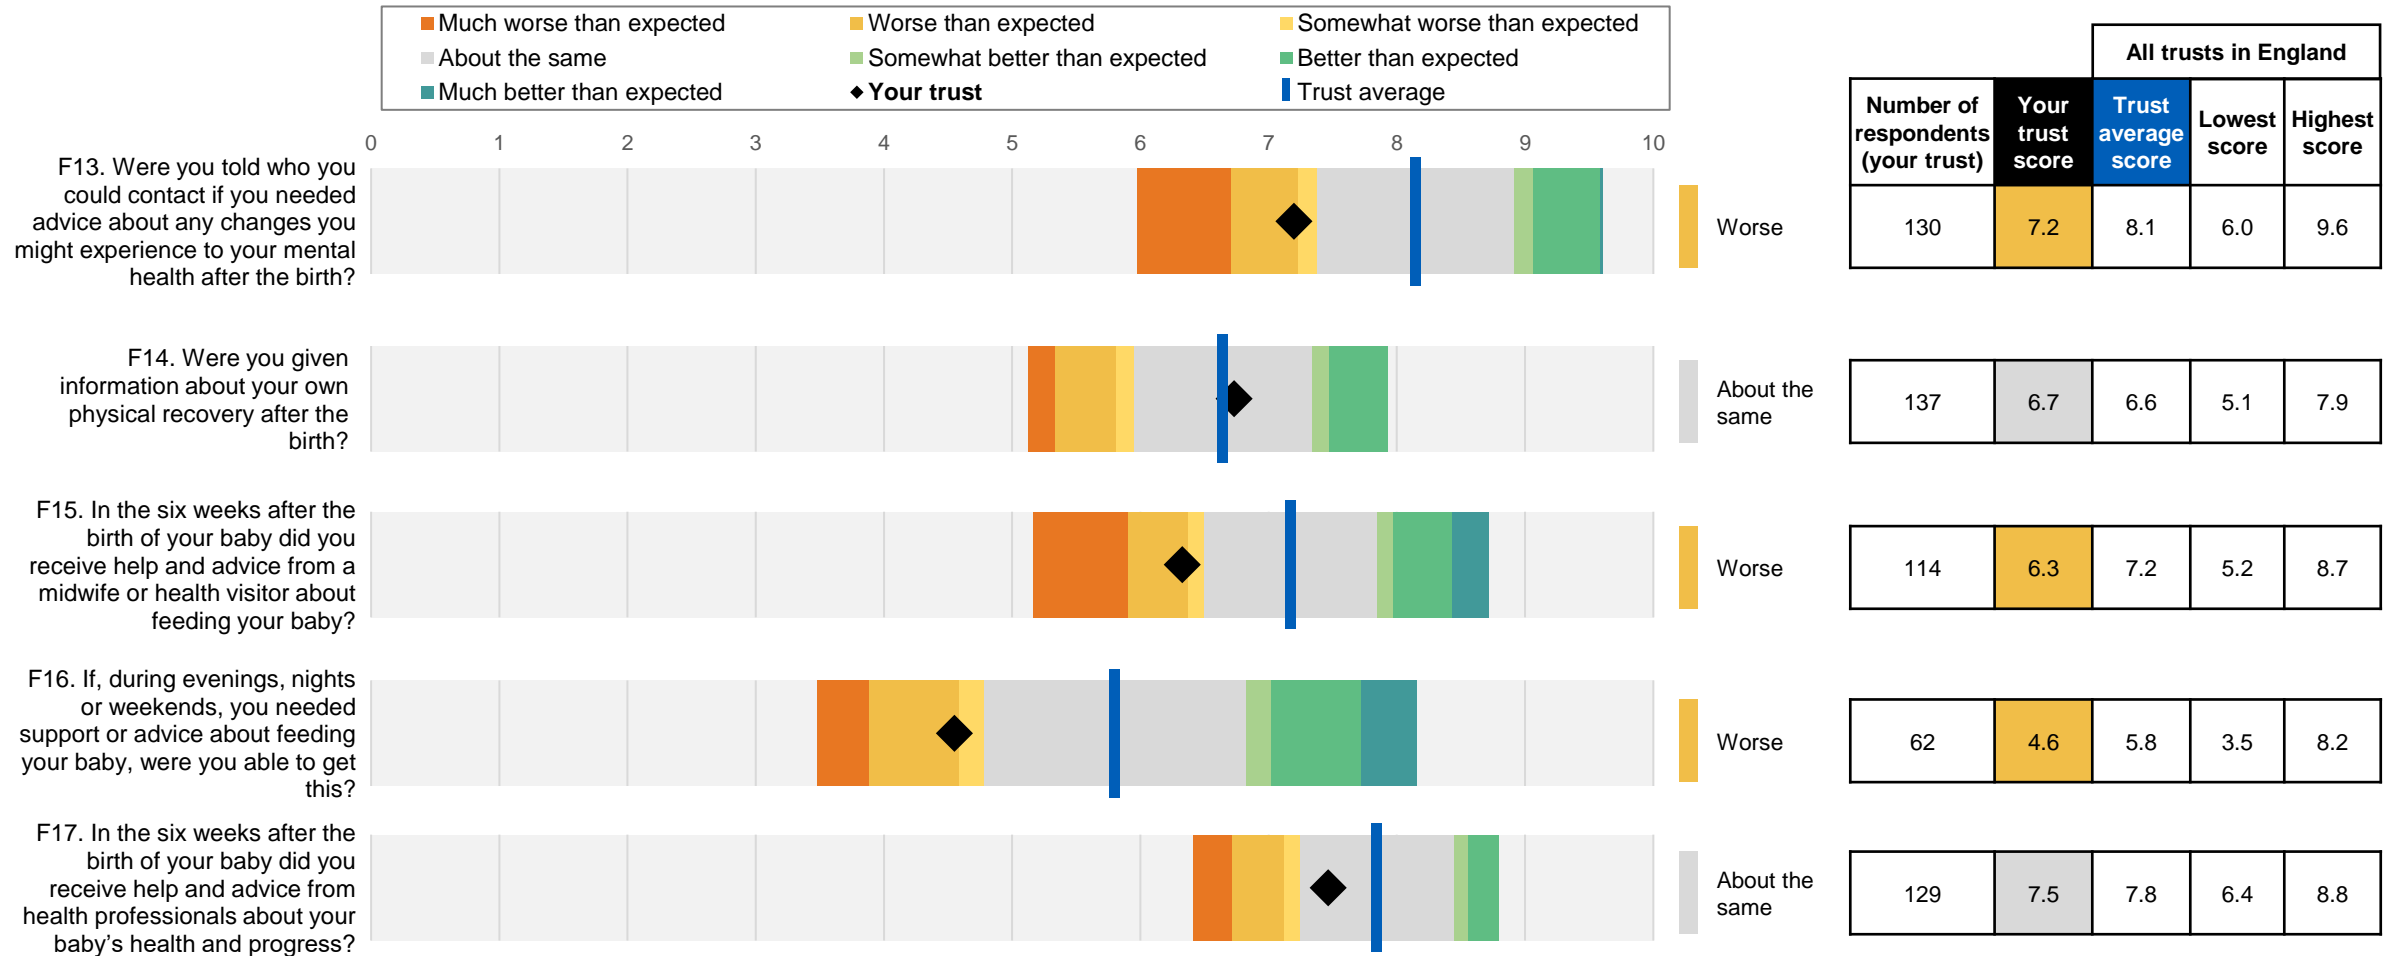 Much worse than expected
Worse than expected
Somewhat worse than expected
About the same
Somewhat better than expected
Better than expected
Much better than expected
Your trust
Trust average
All trusts in England
Number of
respondents
(your trust)
Your
trust
score
Trust
average
score
Lowest
score
Highest
score
0 1 2 3 4 5 6 7 8 9 10
F13. Were you told who you
could contact if you needed
advice about any changes you
might experience to your mental
health after the birth?
Worse
130 7.2 8.1 6.0 9.6
F14. Were you given
information about your own
physical recovery after the
birth?
About the
same
137 6.7 6.6 5.1 7.9
F15. In the six weeks after the
birth of your baby did you
receive help and advice from a
midwife or health visitor about
feeding your baby?
Worse
114 6.3 7.2 5.2 8.7
F16. If, during evenings, nights
or weekends, you needed
support or advice about feeding
your baby, were you able to get
this?
Worse
62 4.6 5.8 3.5 8.2
F17. In the six weeks after the
birth of your baby did you
receive help and advice from
health professionals about your
baby’s health and progress?
About the
same
129 7.5 7.8 6.4 8.8